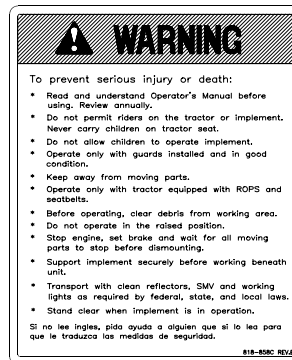 WARNING
To prevent serious injury or death:
* Read and understand Operator's Manual before
using. Review annually.
* Do not permit riders on the tractor or implement.
Never carry children on tractor seat.
* Do not allow children to operate implement.
* Operate only with guards installed and in good
condition.
* Keep away from moving parts.
* Operate only with tractor equipped with ROPS and
seatbelts.
* Before operating, clear debris from working area.
* Do not operate in the raised position.
* Stop engine, set brake and wait for all moving
parts to stop before dismounting.
* Support implement securely before working beneath
unit.
* Transport with clean reflectors, SMV and working
lights as required by federal, state, and local laws.
* Stand clear when implement is in operation.
Si no lee ingles, pida ayuda a alguien que si lo lea para
que le traduzca las medidas de seguridad.
818-858C REV.